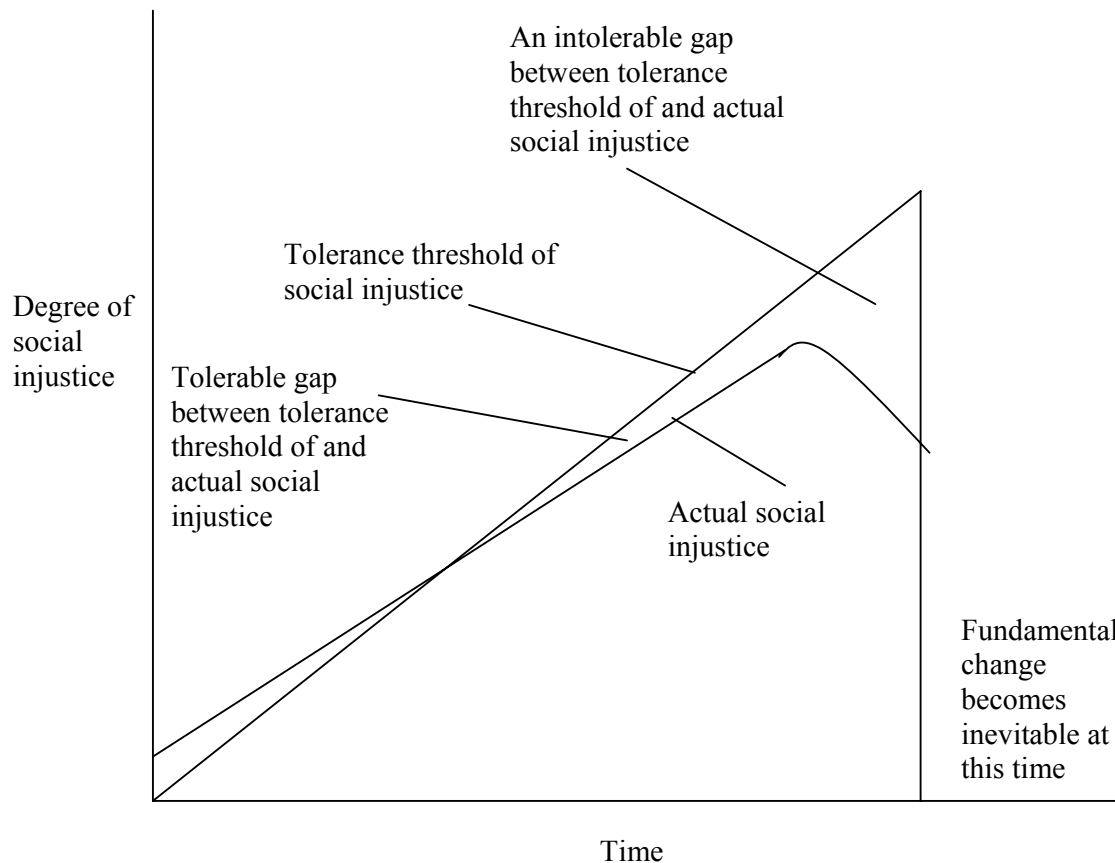 An intolerable gap
between tolerance
threshold of and actual
social injustice
Tolerance threshold of
social injustice
Degree of
social
injustice
Tolerable gap
between tolerance
threshold of and
actual social
injustice
Actual social
injustice
Fundamental
change
becomes
inevitable at
this time
Time